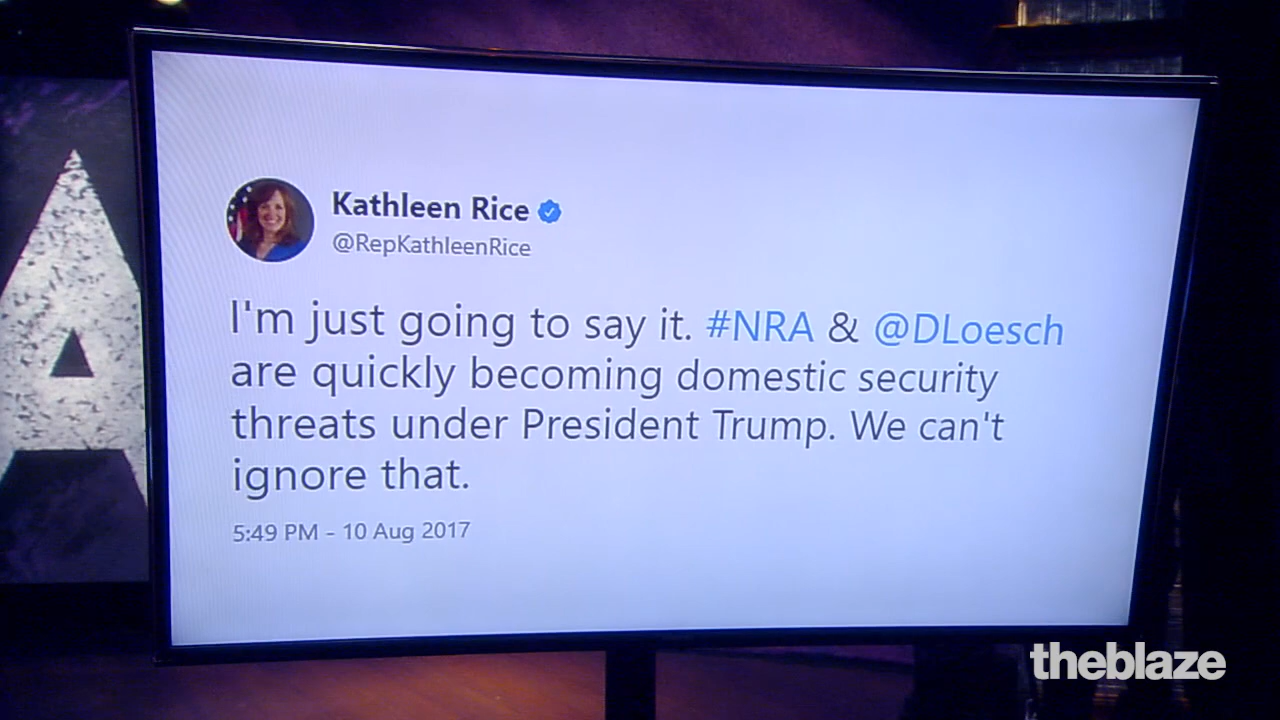 A
Kathleen Rice
@RepKathleenRice
I'm just going to say it. #NRA & @DLoesch
are quickly becoming domestic security
threats under President Trump. We can't
ignore that.
5:49 PM - 10 Aug 2017
theblaze